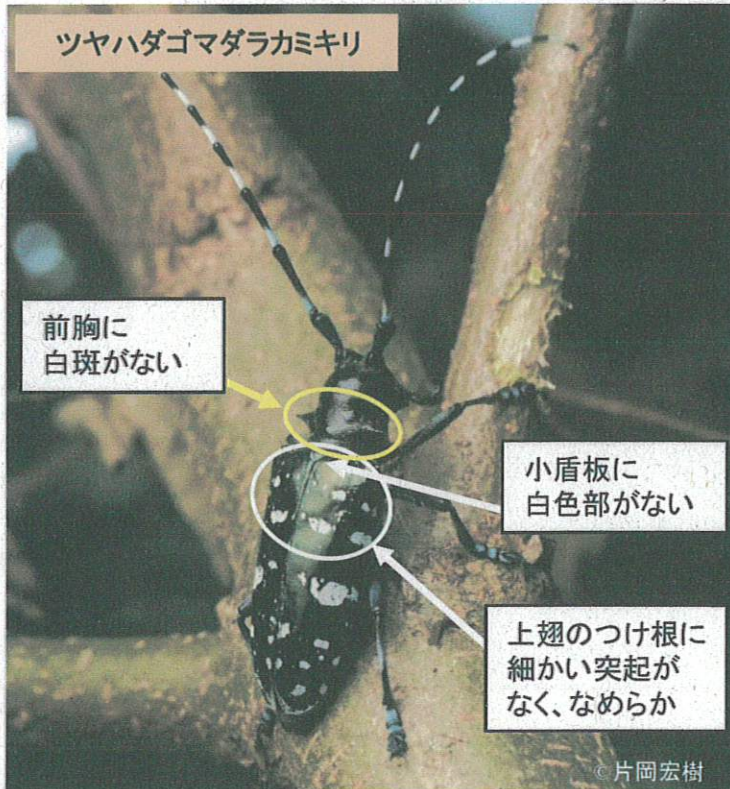 ツヤハダゴマダラカミキリ
前胸に
白斑がない
小盾板に
白色部がない
上翅のつけ根に
細かい突起が
なく、なめらか
©片岡宏樹